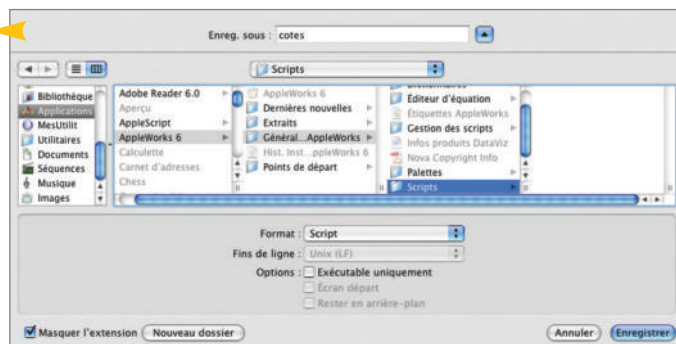 Enreg. sous : cotes
Scripts
Bibliothèque
Applications
MesUtilit
Utilitaires
Documents
Séquences
Musique
Images
Adobe Reader 6.0
Aperçu
AppleScript
AppleWorks 6
Calculette
Carnet d'adresses
Chess
AppleWorks 6
Dernières nouvelles
Extraits
Général...AppleWorks
Hist. Inst...ppleWorks 6
Points de départ
Éditeur d'équation
Étiquettes AppleWorks
Gestion des scripts
Infos produits DataViz
Nova Copyright Info
Palettes
Scripts
Format : Script
Fins de ligne : Unix (LF)
Options : Exécutable uniquement
Écran départ
Rester en arrière-plan
Masquer l'extension Nouveau dossier Annuler Enregistrer